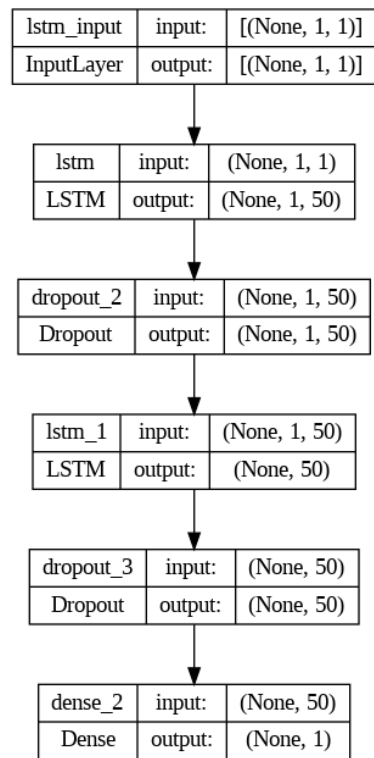 lstm_input input: [(None, 1, 1)]
InputLayer output: [(None, 1, 1)]
lstm input: (None, 1, 1)
LSTM output: (None, 1, 50)
dropout_2 input: (None, 1, 50)
Dropout output: (None, 1, 50)
lstm_1 input: (None, 1, 50)
LSTM output: (None, 50)
dropout_3 input: (None, 50)
Dropout output: (None, 50)
dense_2 input: (None, 50)
Dense output: (None, 1)